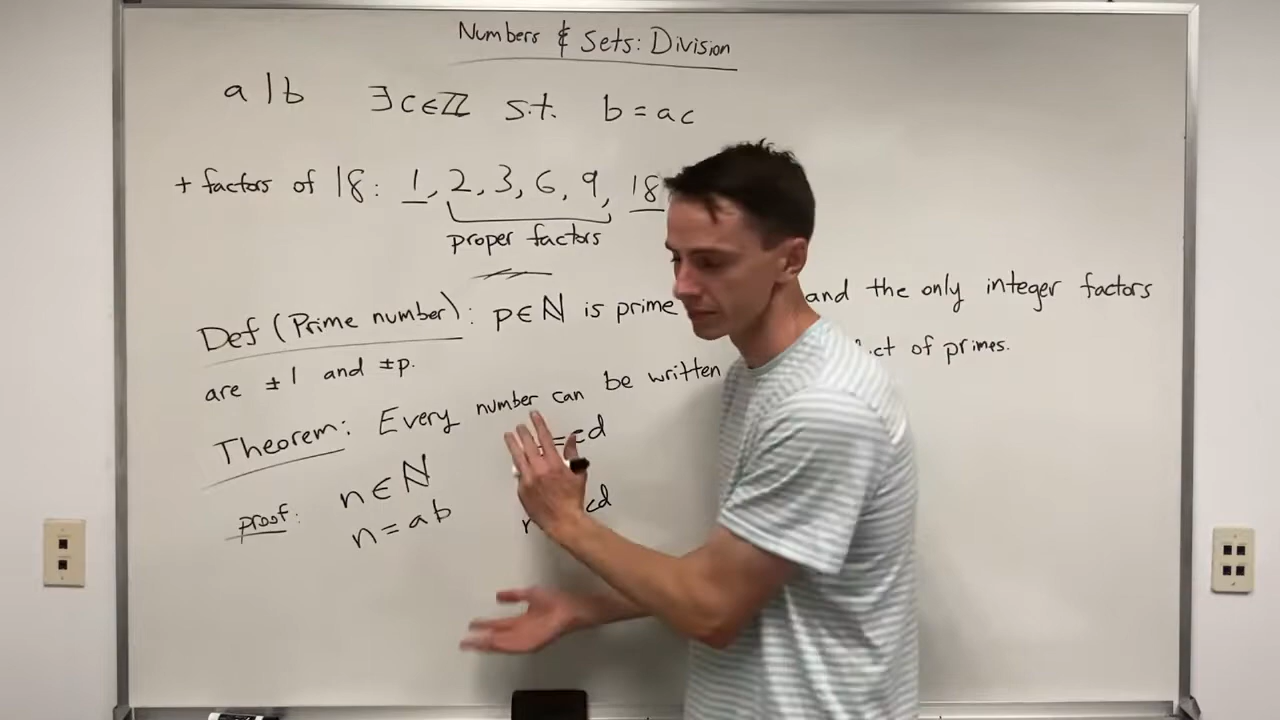 Numbers & Sets: Division
a | b ∃ c ∈ ℤ s.t. b = ac
+ factors of 18: 1, 2, 3, 6, 9, 18
proper factors
Def (Prime number): p ∈ ℕ is prime and the only integer factors
are ±1 and ±p.
Theorem: Every number can be written of primes.
proof: n ∈ ℕ = cd
n = ab cd